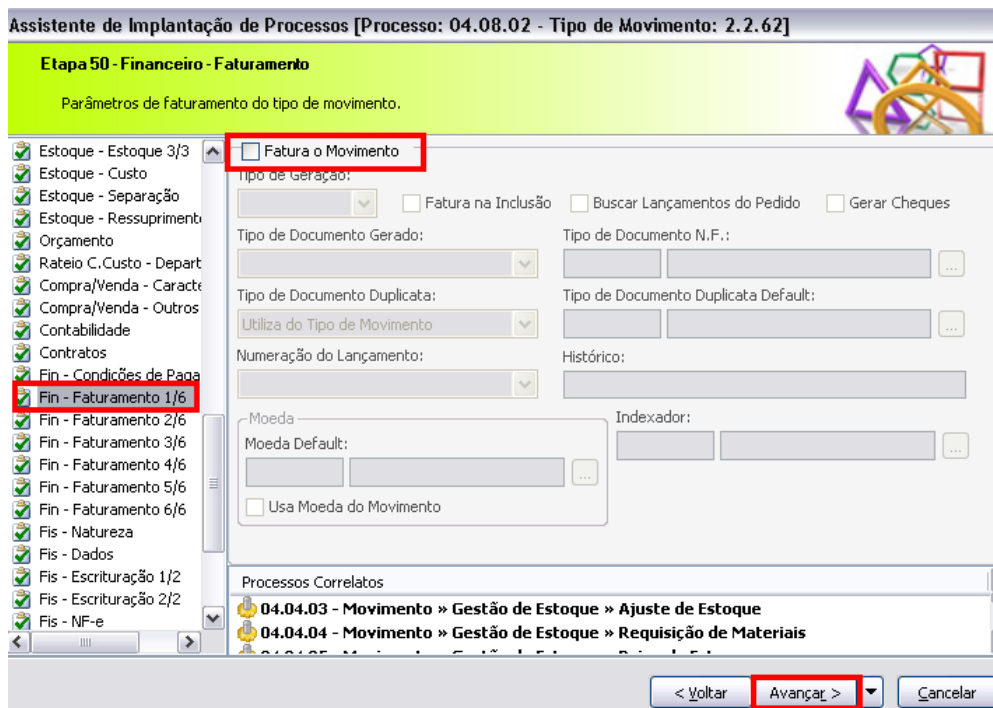 Assistente de Implantação de Processos [Processo: 04.08.02 - Tipo de Movimento: 2.2.62]
Etapa 50 - Financeiro - Faturamento
Parâmetros de faturamento do tipo de movimento.
Estoque - Estoque 3/3
Estoque - Custo
Estoque - Separação
Estoque - Ressuprimento
Orçamento
Rateio C.Custo - Depart
Compra/Venda - Caracte
Compra/Venda - Outros
Contabilidade
Contratos
Fin - Condições de Paga
Fin - Faturamento 1/6
Fin - Faturamento 2/6
Fin - Faturamento 3/6
Fin - Faturamento 4/6
Fin - Faturamento 5/6
Fin - Faturamento 6/6
Fis - Natureza
Fis - Dados
Fis - Escrituração 1/2
Fis - Escrituração 2/2
Fis - NF-e
Fatura o Movimento
Tipo de Geração:
Fatura na Inclusão Buscar Lançamentos do Pedido Gerar Cheques
Tipo de Documento Gerado: Tipo de Documento N.F.:
... 
Tipo de Documento Duplicata: Tipo de Documento Duplicata Default:
Utiliza do Tipo de Movimento ...
Numeração do Lançamento: Histórico:
Moeda Indexador:
Moeda Default:
... ...
Usa Moeda do Movimento
Processos Correlatos
04.04.03 - Movimento » Gestão de Estoque » Ajuste de Estoque
04.04.04 - Movimento » Gestão de Estoque » Requisição de Materiais
< Voltar Avançar > Cancelar